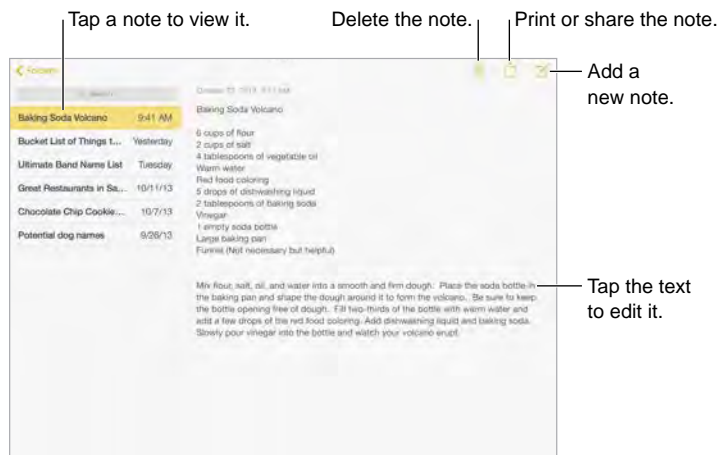 Tap a note to view it.
Delete the note.
Print or share the note.
Add a
new note.
Folders
Search
October 22, 2013, 9:41 AM
Baking Soda Volcano 9:41 AM
Bucket List of Things t... Yesterday
Ultimate Band Name List Tuesday
Great Restaurants in Sa... 10/11/13
Chocolate Chip Cookie... 10/7/13
Potential dog names 9/26/13
Baking Soda Volcano
6 cups of flour
2 cups of salt
4 tablespoons of vegetable oil
Warm water
Red food coloring
5 drops of dishwashing liquid
2 tablespoons of baking soda
Vinegar
1 empty soda bottle
Large baking pan
Funnel (Not necessary but helpful)
Mix flour, salt, oil, and water into a smooth and firm dough. Place the soda bottle in
the baking pan and shape the dough around it to form the volcano. Be sure to keep
the bottle opening free of dough. Fill two-thirds of the bottle with warm water and
add a few drops of the red food coloring. Add dishwashing liquid and baking soda.
Slowly pour vinegar into the bottle and watch your volcano erupt.
Tap the text
to edit it.